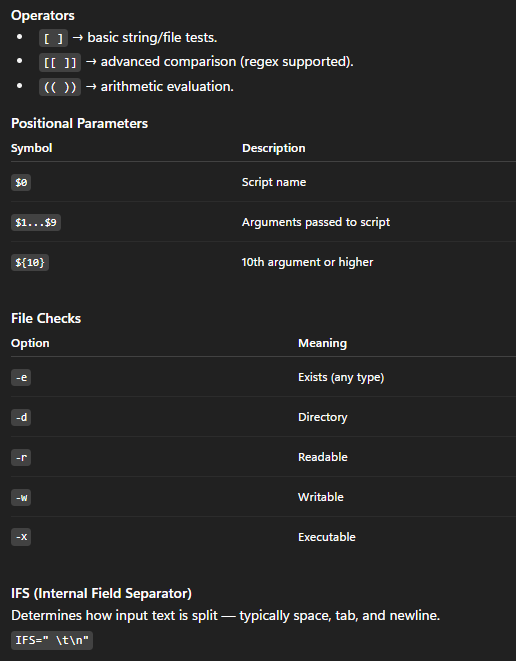 Operators
[ ] → basic string/file tests.
[[ ]] → advanced comparison (regex supported).
(( )) → arithmetic evaluation.
Positional Parameters
Symbol Description
$0 Script name
$1...$9 Arguments passed to script
${10} 10th argument or higher
File Checks
Option Meaning
-e Exists (any type)
-d Directory
-r Readable
-w Writable
-x Executable
IFS (Internal Field Separator)
Determines how input text is split — typically space, tab, and newline.
IFS=" \t\n"